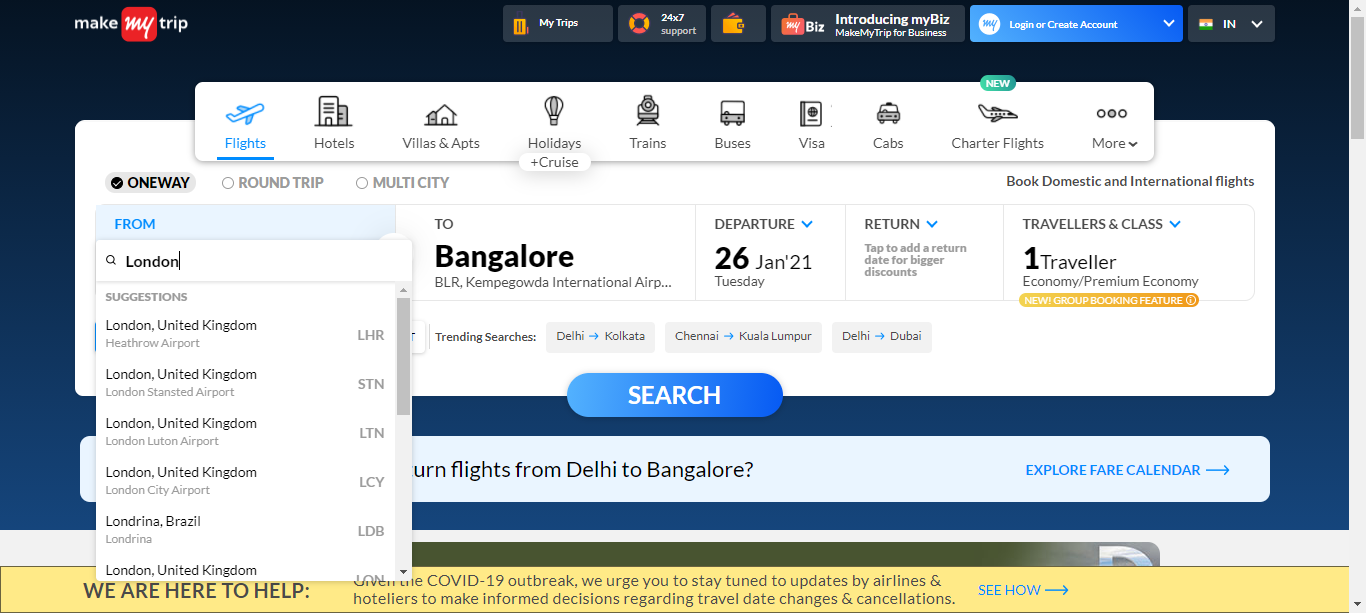 make my trip
My Trips
24x7
support
myBiz
Introducing myBiz
MakeMyTrip for Business
my
Login or Create Account
IN
NEW
Flights
Hotels
Villas & Apts
Holidays
+Cruise
Trains
Buses
Visa
Cabs
Charter Flights
More
ONEWAY
ROUND TRIP
MULTI CITY
Book Domestic and International flights
FROM
London
SUGGESTIONS
London, United Kingdom
Heathrow Airport
LHR
London, United Kingdom
London Stansted Airport
STN
London, United Kingdom
London Luton Airport
LTN
London, United Kingdom
London City Airport
LCY
Londrina, Brazil
Londrina
LDB
London, United Kingdom
LON
TO
Bangalore
BLR, Kempegowda International Airp...
DEPARTURE
26 Jan'21
Tuesday
RETURN
Tap to add a return
date for bigger
discounts
TRAVELLERS & CLASS
1 Traveller
Economy/Premium Economy
NEW! GROUP BOOKING FEATURE
T
Trending Searches:
Delhi → Kolkata
Chennai → Kuala Lumpur
Delhi → Dubai
SEARCH
urn flights from Delhi to Bangalore?
EXPLORE FARE CALENDAR
WE ARE HERE TO HELP:
Given the COVID-19 outbreak, we urge you to stay tuned to updates by airlines &
hoteliers to make informed decisions regarding travel date changes & cancellations.
SEE HOW